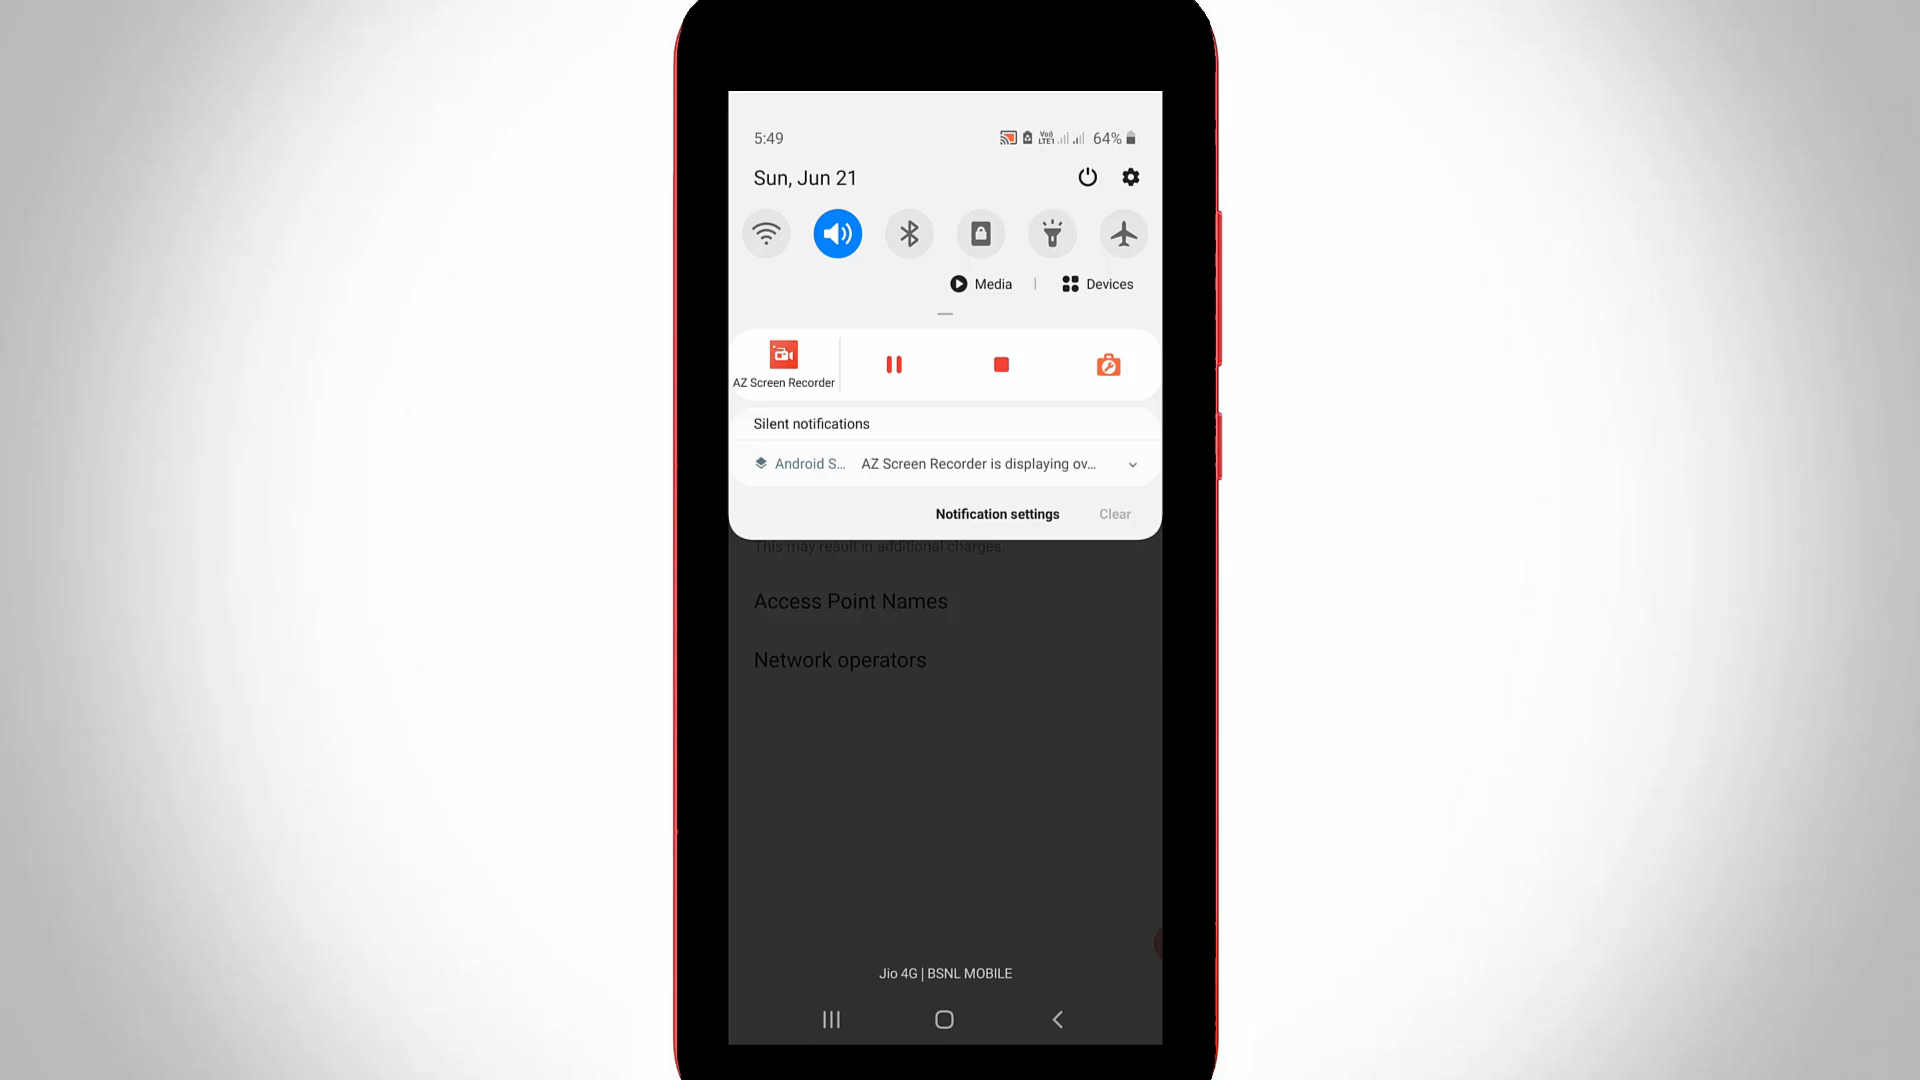 5:49
Vo)) LTE1
64%
Sun, Jun 21
Media | Devices
AZ Screen Recorder
Silent notifications
Android S... AZ Screen Recorder is displaying ov...
Notification settings Clear
This may result in additional charges.
Access Point Names
Network operators
Jio 4G | BSNL MOBILE